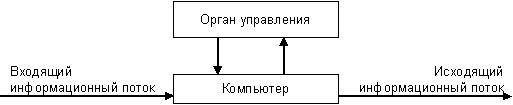 Орган управления
Входящий
информационный поток
Компьютер
Исходящий
информационный поток